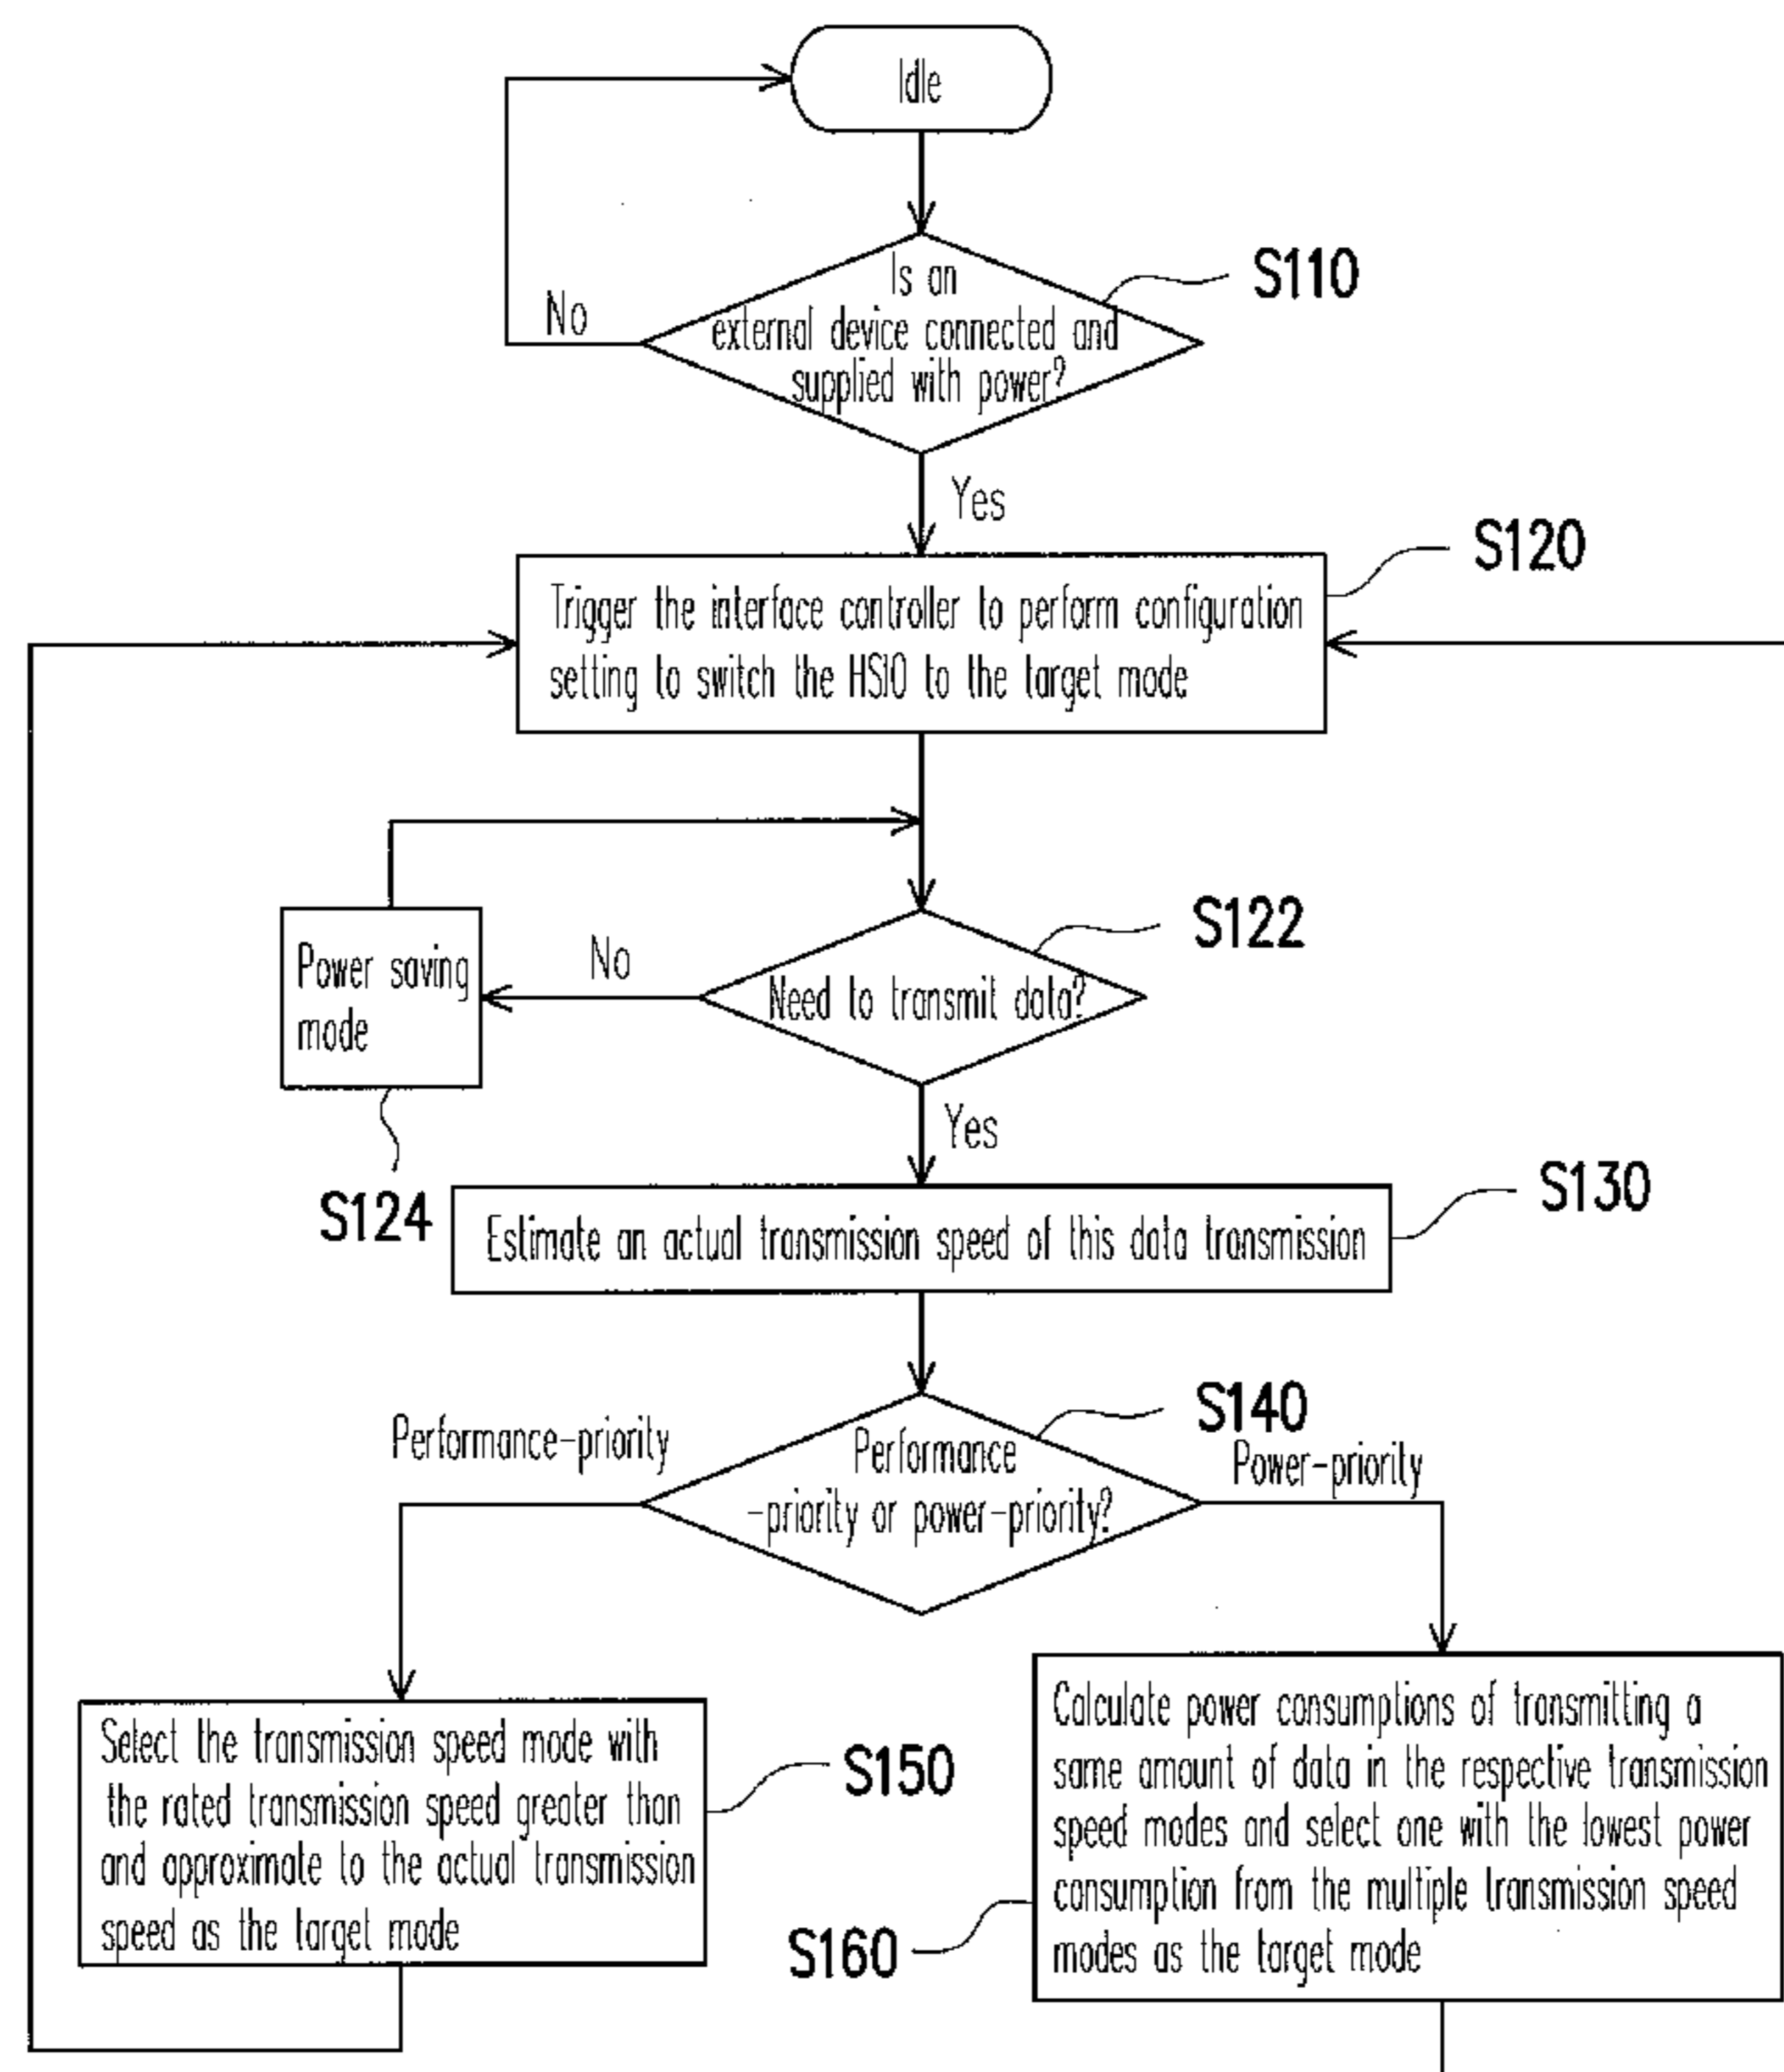 Idle
Is an
external device connected and
supplied with power?
S110
No
Yes
S120
Trigger the interface controller to perform configuration
setting to switch the HSIO to the target mode
S122
Need to transmit data?
No
Power saving
mode
S124
Yes
S130
Estimate an actual transmission speed of this data transmission
S140
Performance
-priority or power-priority?
Performance-priority
Power-priority
Select the transmission speed mode with
the rated transmission speed greater than
and approximate to the actual transmission
speed as the target mode
S150
Calculate power consumptions of transmitting a
same amount of data in the respective transmission
speed modes and select one with the lowest power
consumption from the multiple transmission speed
modes as the target mode
S160